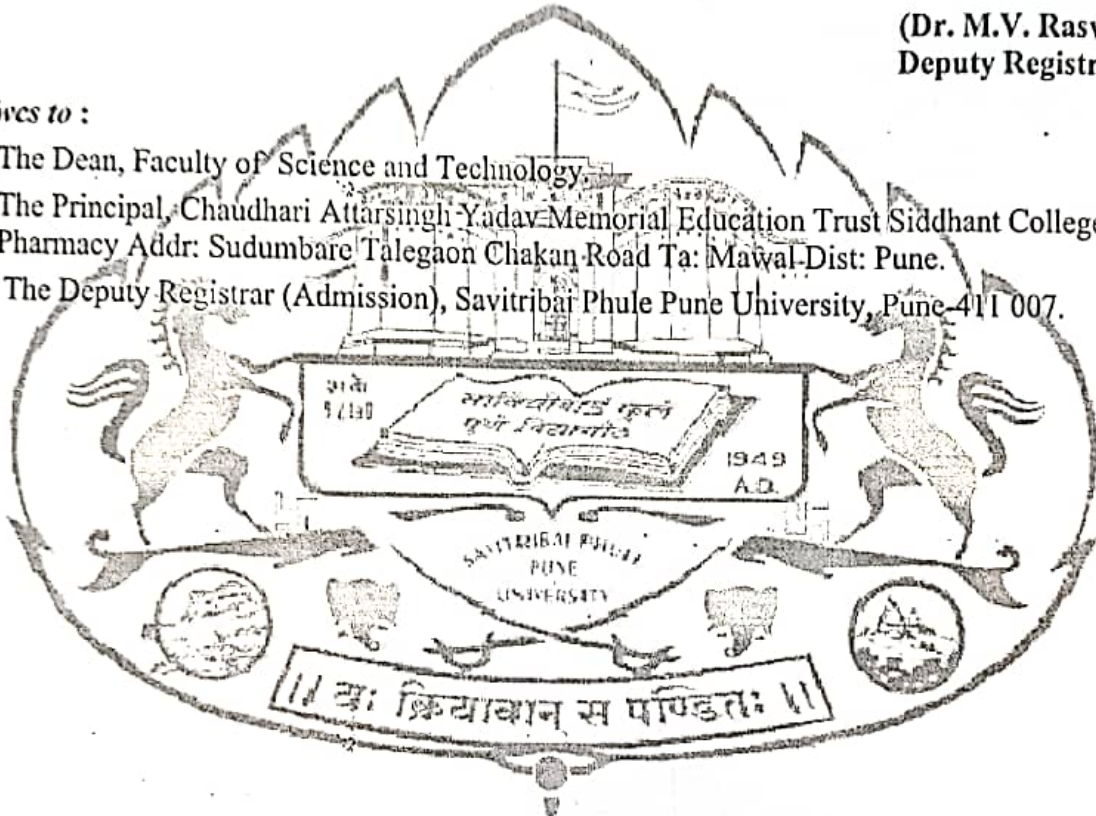 (Dr. M.V. Rasv
Deputy Registr
to :
The Dean, Faculty of Science and Technology.
The Principal, Chaudhari Attarsingh Yadav Memorial Education Trust Siddhant College
Pharmacy Addr: Sudumbare Talegaon Chakan Road Ta: Mawal Dist: Pune.
The Deputy Registrar (Admission), Savitribai Phule Pune University, Pune-411 007.
शके
सावित्रीबाई फुले
पुणे विद्यापीठ
1949
A.D.
SAVITRIBAI PHULE
PUNE
UNIVERSITY
|| यः क्रियावान् स पण्डितः ||